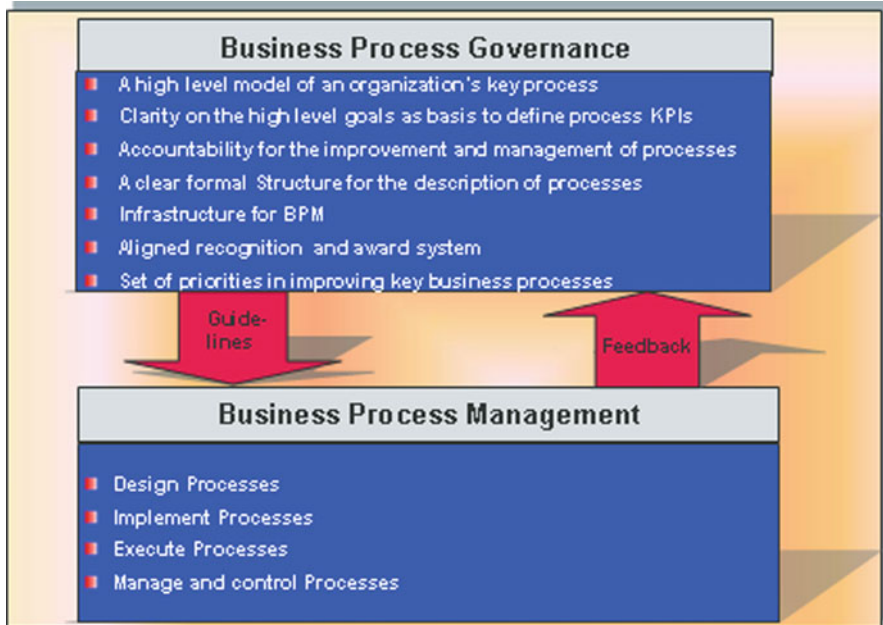 Business Process Governance
A high level model of an organization's key process
Clarity on the high level goals as basis to define process KPIs
Accountability for the improvement and management of processes
A clear formal Structure for the description of processes
Infrastructure for BPM
Aligned recognition and award system
Set of priorities in improving key business processes
Guide-
lines
Feedback
Business Process Management
Design Processes
Implement Processes
Execute Processes
Manage and control Processes